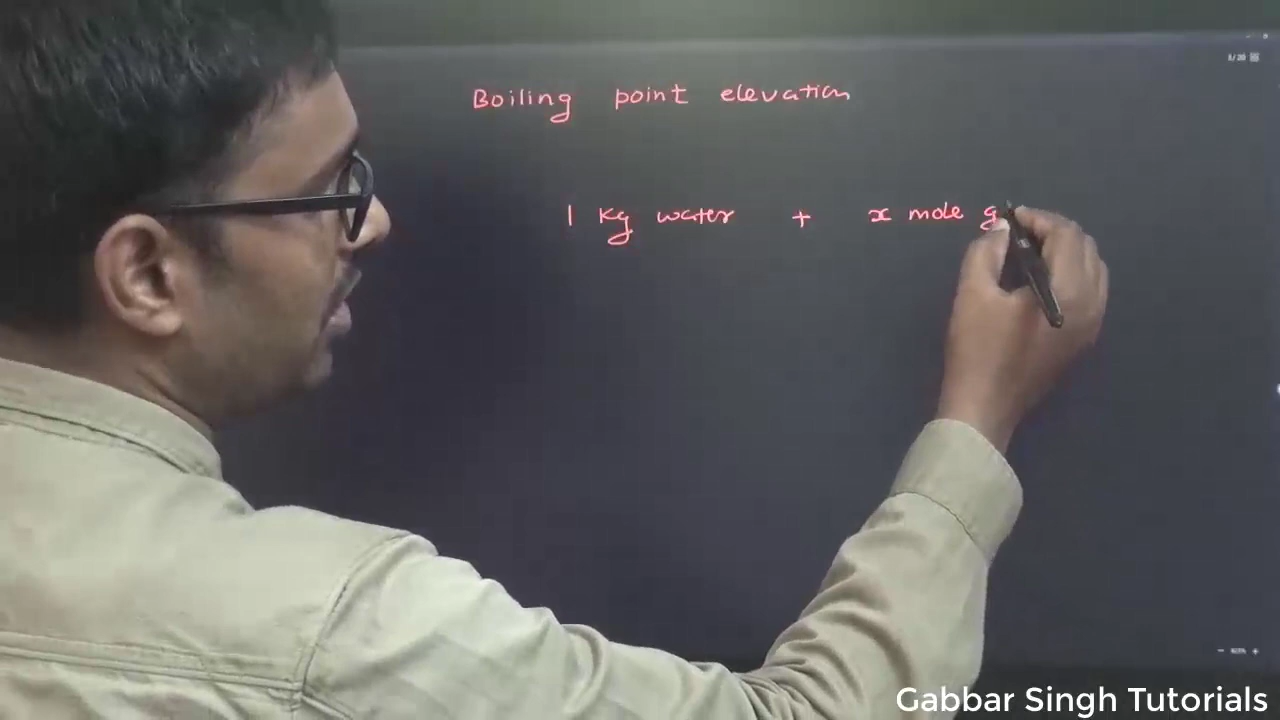 Boiling point elevation
1 kg water + x mole g
Gabbar Singh Tutorials